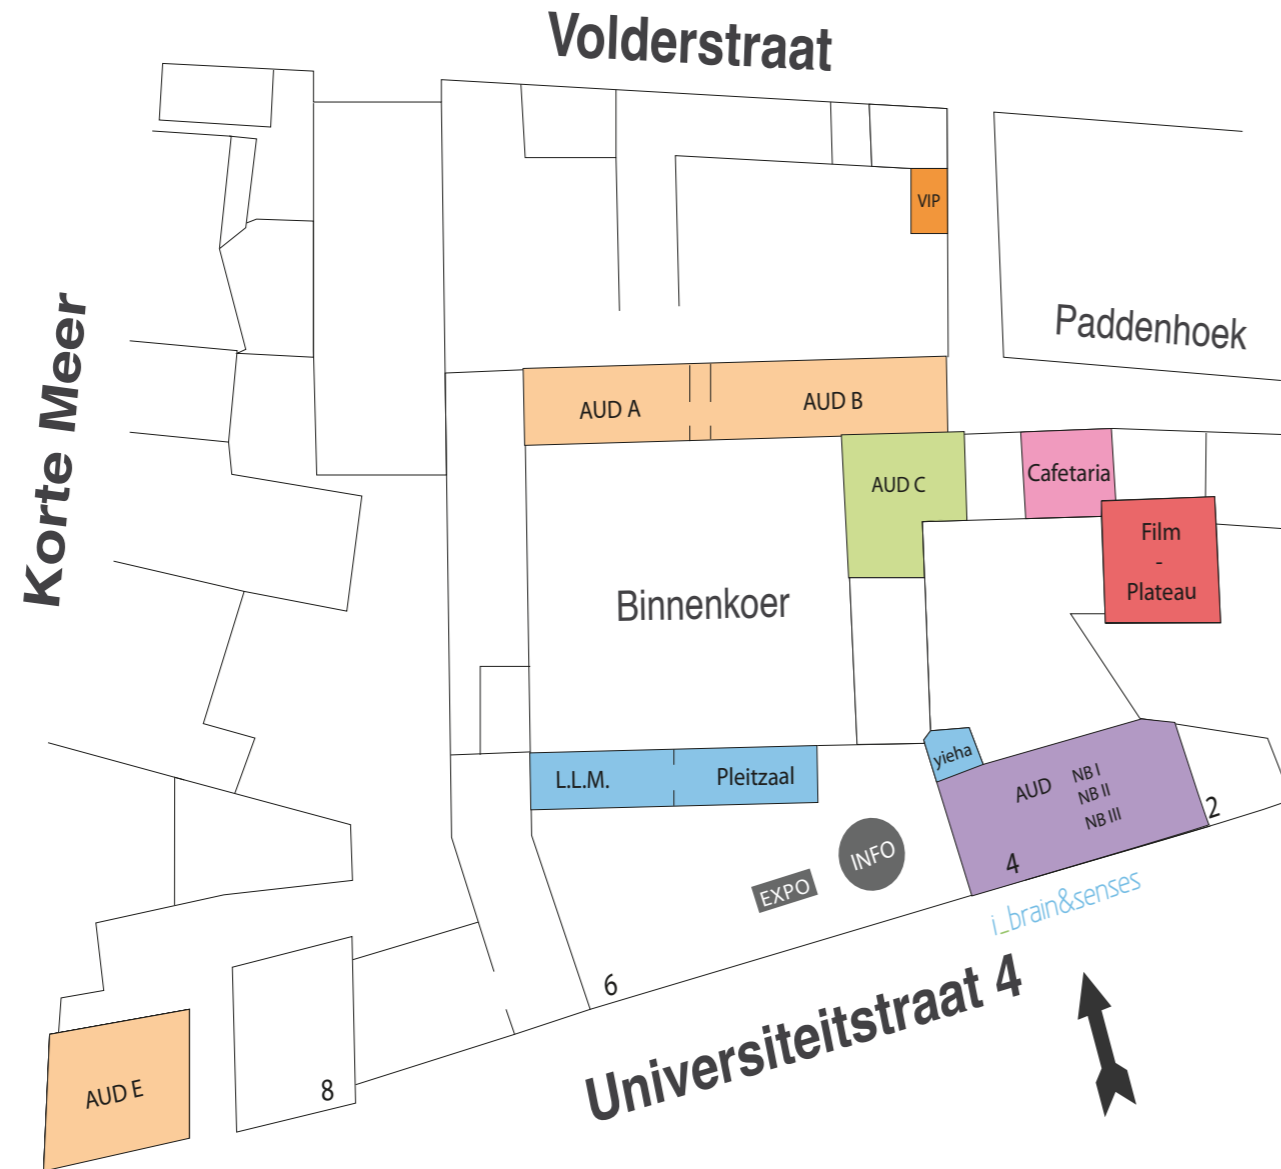 Volderstraat
VIP
Paddenhoek
Korte Meer
AUD A
AUD B
Cafetaria
AUD C
Film
-
Plateau
Binnenkoer
yieha
L.L.M.
Pleitzaal
AUD
NB I
NB II
NB III
2
4
INFO
EXPO
i_brain&senses
6
Universiteitstraat 4
8
AUD E